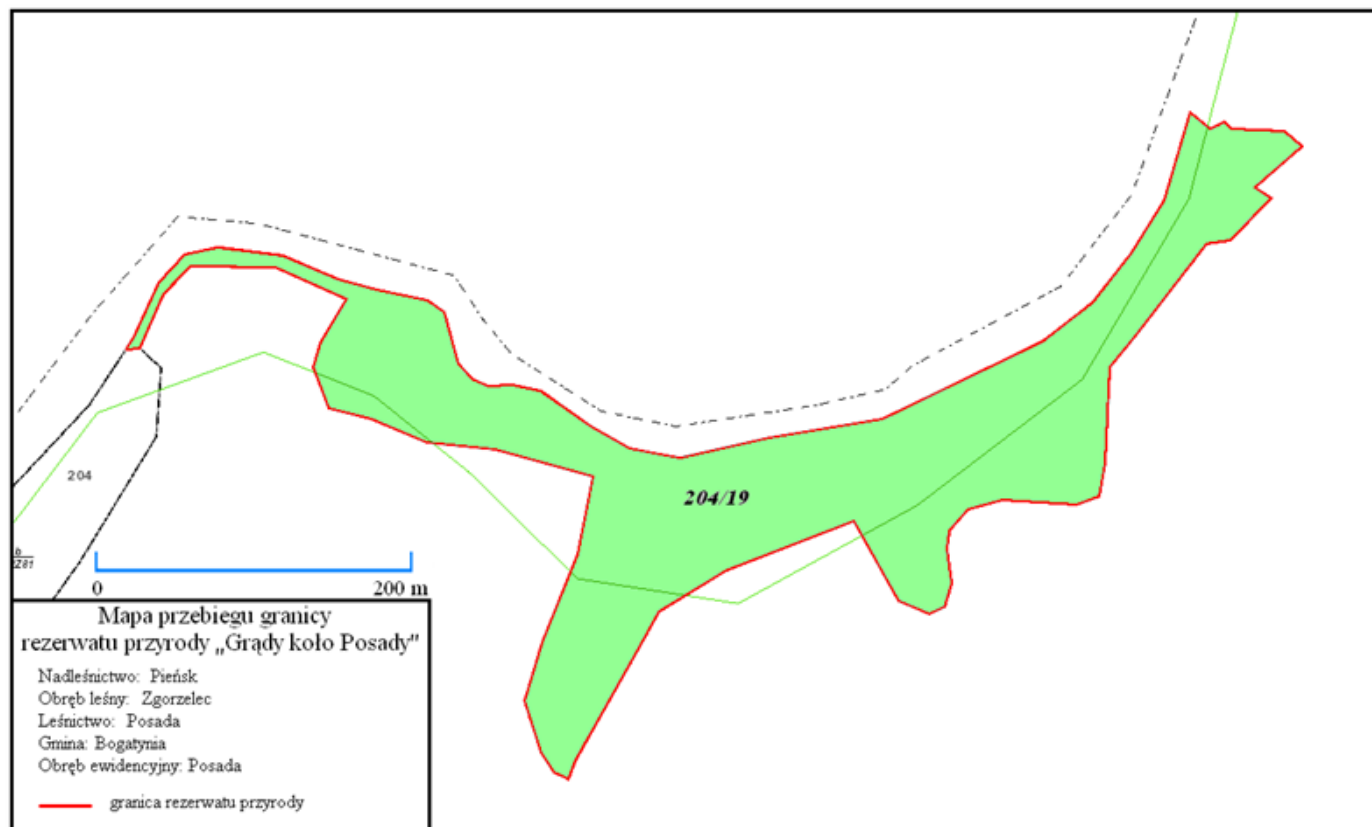 204/19
204
0
200 m
Mapa przebiegu granicy
rezerwatu przyrody „Grądy koło Posady"
Nadleśnictwo: Pieńsk
Obręb leśny: Zgorzelec
Leśnictwo: Posada
Gmina: Bogatynia
Obręb ewidencyjny: Posada
granica rezerwatu przyrody